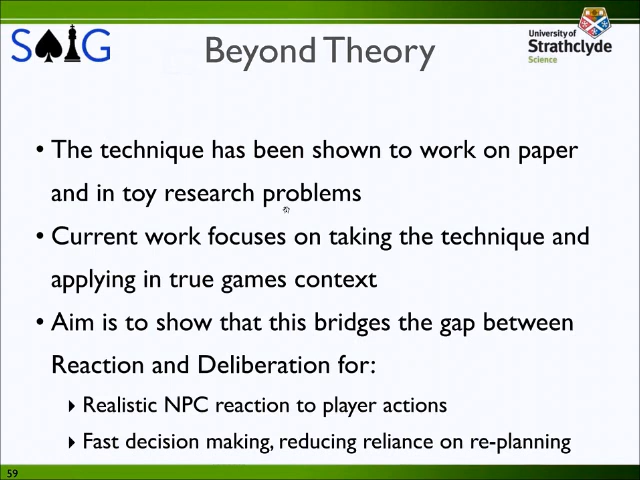 SAIG
Beyond Theory
University of
Strathclyde
Science
• The technique has been shown to work on paper
and in toy research problems
• Current work focuses on taking the technique and
applying in true games context
• Aim is to show that this bridges the gap between
Reaction and Deliberation for:
Realistic NPC reaction to player actions
Fast decision making, reducing reliance on re-planning
59